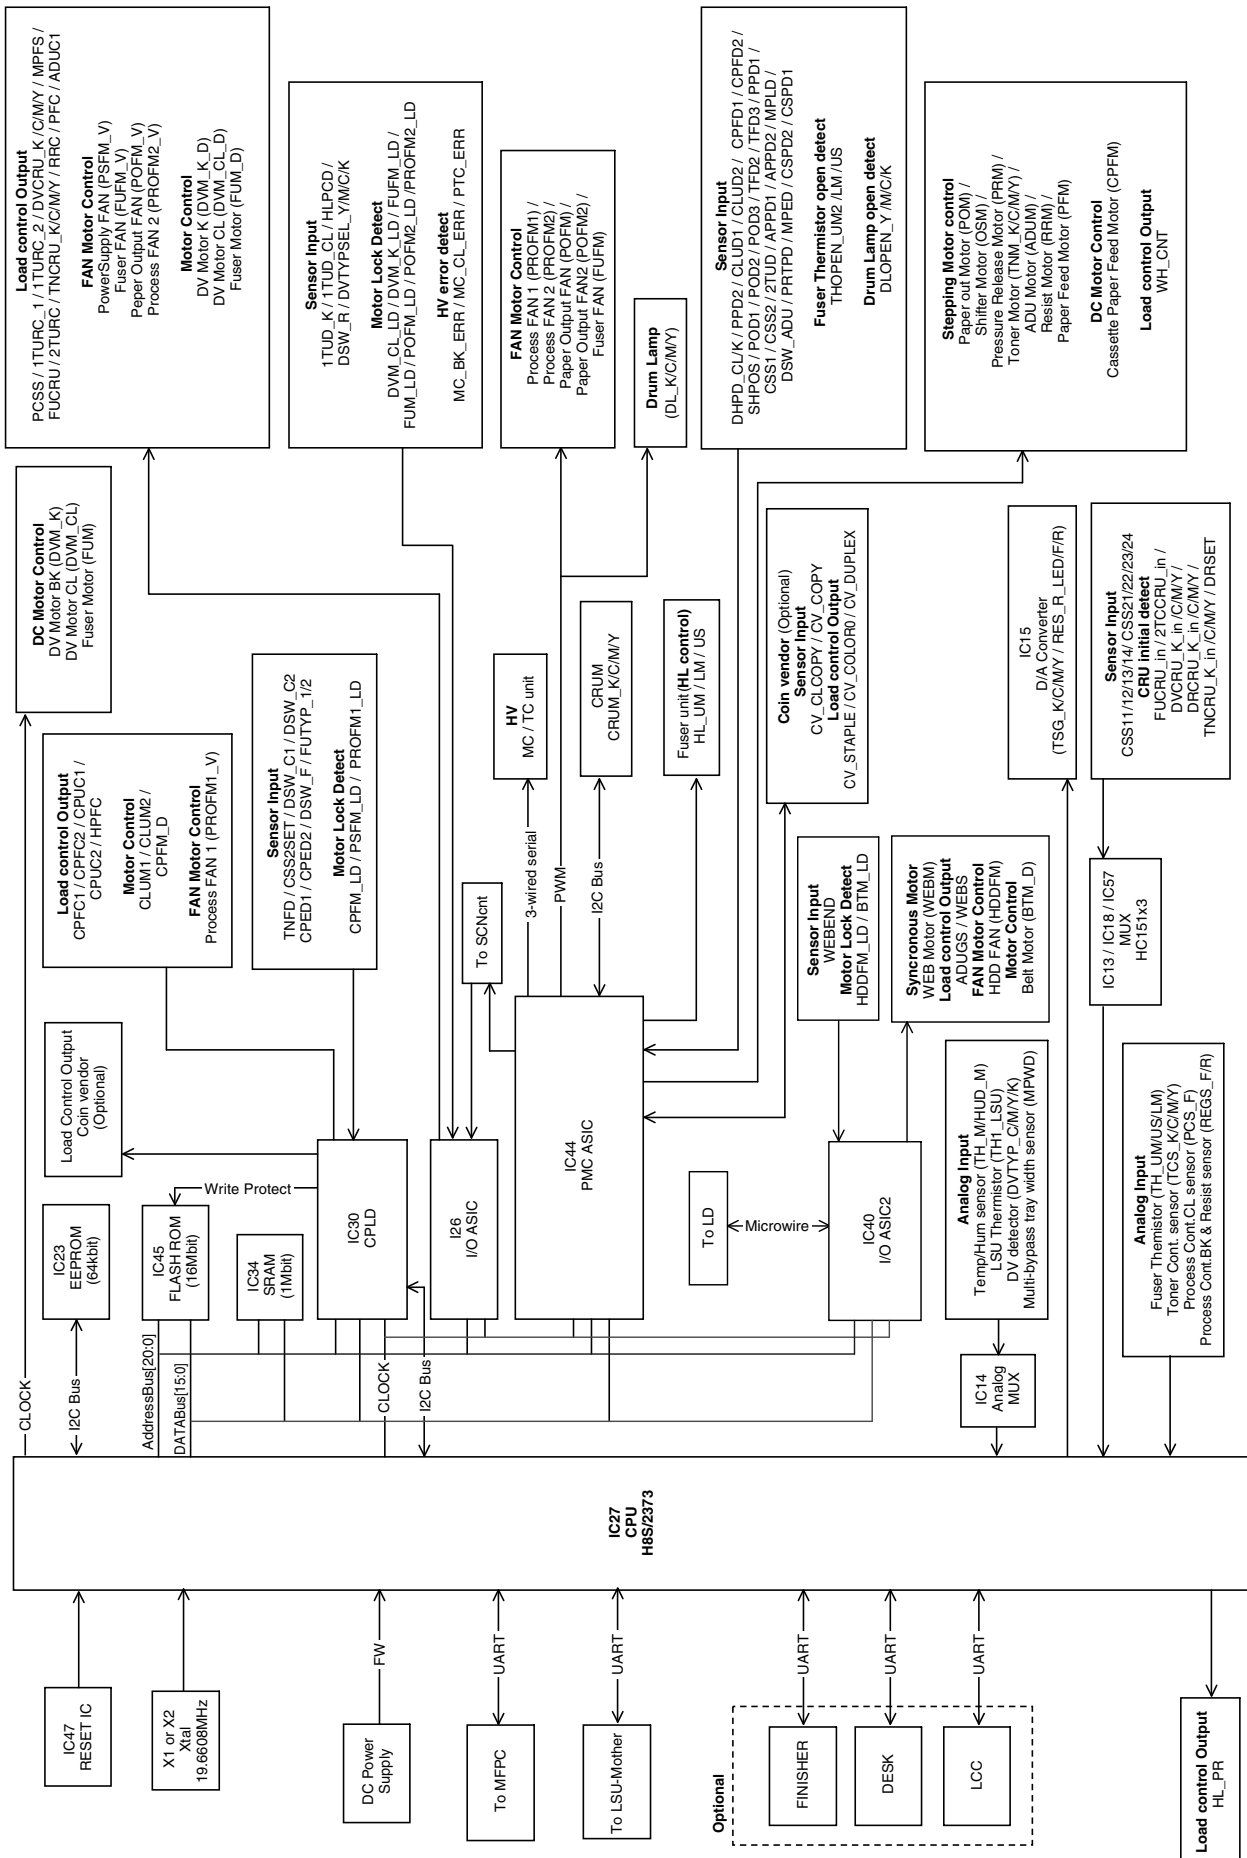 Load control Output
PCSS / 1TURC_1 / 1TURC_2 / DVCRU_K / C/M/Y / MPFS /
FUCRU / 2TURC / TNCRU_K/C/M/Y / RRC / PFC / ADUC1
FAN Motor Control
PowerSupply FAN (PSFM_V)
Fuser FAN (FUFM_V)
Peper Output FAN (POFM_V)
Process FAN 2 (PROFM2_V)
Motor Control
DV Motor K (DVM_K_D)
DV Motor CL (DVM_CL_D)
Fuser Motor (FUM_D)
Sensor Input
1TUD_K / 1TUD_CL / HLPCD /
DSW_R / DVTYPSEL_Y/M/C/K
Motor Lock Detect
DVM_CL_LD / DVM_K_LD / FUFM_LD /
FUM_LD / POFM_LD / POFM2_LD /PROFM2_LD
HV error detect
MC_BK_ERR / MC_CL_ERR / PTC_ERR
FAN Motor Control
Process FAN 1 (PROFM1) /
Process FAN 2 (PROFM2) /
Paper Output FAN (POFM) /
Paper Output FAN2 (POFM2) /
Fuser FAN (FUFM)
Drum Lamp
(DL_K/C/M/Y)
Sensor Input
DHPD_CL/K / PPD2 / CLUD1 / CLUD2 / CPFD1 / CPFD2
SHPOS / POD1 / POD2 / POD3 / TFD2 / TFD3 / PPD1 /
CSS1 / CSS2 / 2TUD / APPD1 / APPD2 / MPLD /
DSW_ADU / PRTPD / MPED / CSPD2 / CSPD1
Fuser Thermistor open detect
THOPEN_UM2 /LM /US
Drum Lamp open detect
DLOPEN_Y /M/C/K
Stepping Motor control
Paper out Motor (POM) /
Shifter Motor (OSM) /
Pressure Release Motor (PRM) /
Toner Motor (TNM_K/C/M/Y) /
ADU Motor (ADUM) /
Resist Motor (RRM) /
Paper Feed Motor (PFM)
DC Motor Control
Cassette Paper Feed Motor (CPFM)
Load control Output
WH_CNT
DC Motor Control
DV Motor BK (DVM_K)
DV Motor CL (DVM_CL)
Fuser Motor (FUM)
Load control Output
CPFC1 / CPFC2 / CPUC1 /
CPUC2 / HPFC
Motor Control
CLUM1 / CLUM2 /
CPFM_D
FAN Motor Control
Process FAN 1 (PROFM1_V)
Sensor Input
TNFD / CSS2SET / DSW_C1 / DSW_C2
CPED1 / CPED2 / DSW_F / FUTYP_1/2
Motor Lock Detect
CPFM_LD / PSFM_LD / PROFM1_LD
HV
MC / TC unit
CRUM
CRUM_K/C/M/Y
Fuser unit (HL control)
HL_UM / LM / US
Coin vendor (Optional)
Sensor Input
CV_CLCOPY / CV_COPY
Load control Output
CV_STAPLE / CV_COLOR0 / CV_DUPLEX
IC15
D/A Converter
(TSG_K/C/M/Y / RES_R_LED/F/R)
Sensor Input
CSS11/12/13/14/ CSS21/22/23/24
CRU initial detect
FUCRU_in / 2TCCRU_in /
DVCRU_K_in /C/M/Y /
DRCRU_K_in /C/M/Y /
TNCRU_K_in /C/M/Y / DRSET
Load Control Output
Coin vendor
(Optional)
3-wired serial
PWM
I2C Bus
To SCNcnt
Sensor Input
WEBEND
Motor Lock Detect
HDDFM_LD / BTM_LD
Syncronous Motor
WEB Motor (WEBM)
Load control Output
ADUGS / WEBS
FAN Motor Control
HDD FAN (HDDFM)
Motor Control
Belt Motor (BTM_D)
IC13 / IC18 / IC57
MUX
HC151x3
IC23
EEPROM
(64kbit)
IC45
FLASH ROM
(16Mbit)
Write Protect
IC34
SRAM
(1Mbit)
IC30
CPLD
I26
I/O ASIC
IC44
PMC ASIC
To LD
Microwire
IC40
I/O ASIC2
Analog Input
Temp/Hum sensor (TH_M/HUD_M)
LSU Thermistor (TH1_LSU)
DV detector (DVTYP_C/M/Y/K)
Multi-bypass tray width sensor (MPWD)
IC14
Analog
MUX
Analog Input
Fuser Themistor (TH_UM/US/LM)
Toner Cont. sensor (TCS_K/C/M/Y)
Process Cont.CL sensor (PCS_F)
Process Cont.BK & Resist sensor (REGS_F/R)
CLOCK
I2C Bus
AddressBus[20:0]
DATABus[15:0]
CLOCK
I2C Bus
IC27
CPU
H8S/2373
IC47
RESET IC
X1 or X2
Xtal
19.6608MHz
DC Power
Supply
FW
To MFPC
UART
To LSU-Mother
UART
Optional
FINISHER
UART
DESK
UART
LCC
UART
Load control Output
HL_PR